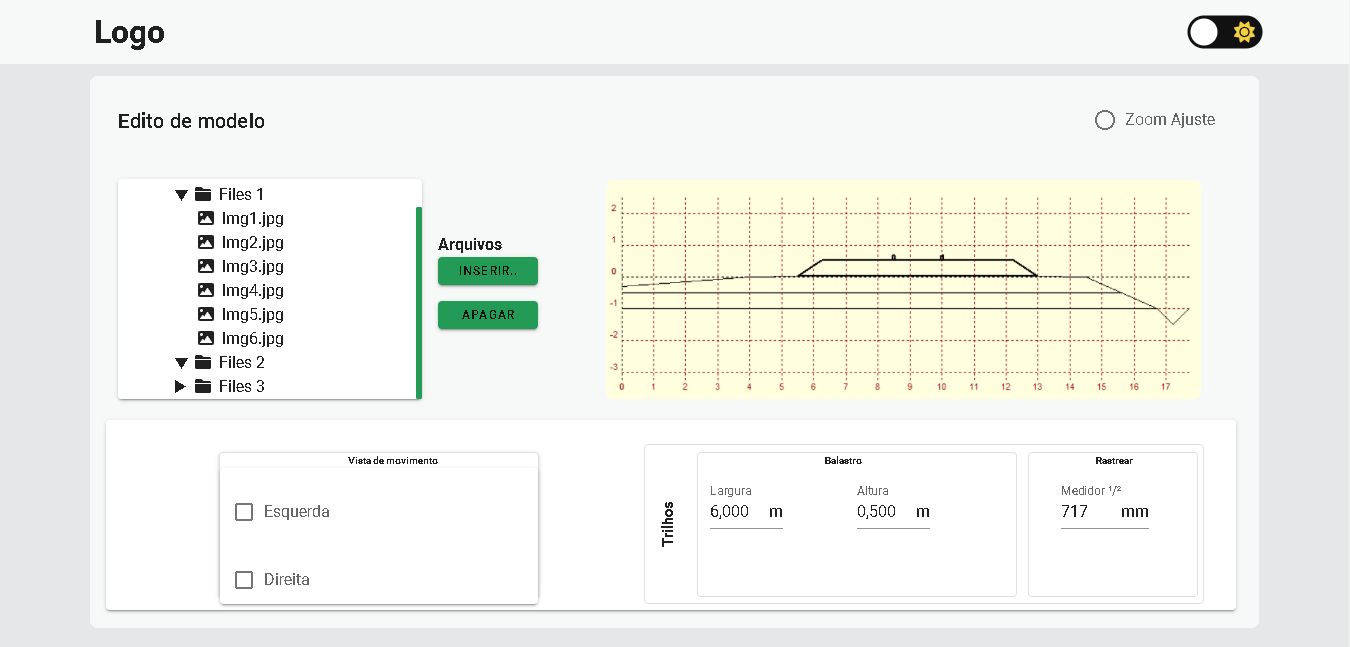 Logo
Edito de modelo
Zoom Ajuste
Files 1
Img1.jpg
Img2.jpg
Img3.jpg
Img4.jpg
Img5.jpg
Img6.jpg
Files 2
Files 3
Arquivos
INSERIR..
APAGAR
2
1
0
-1
-2
-3
0 1 2 3 4 5 6 7 8 9 10 11 12 13 14 15 16 17
Vista de movimento
Esquerda
Direita
Trilhos
Balastro
Largura
6,000 m
Altura
0,500 m
Rastrear
Medidor ¹/²
717 mm